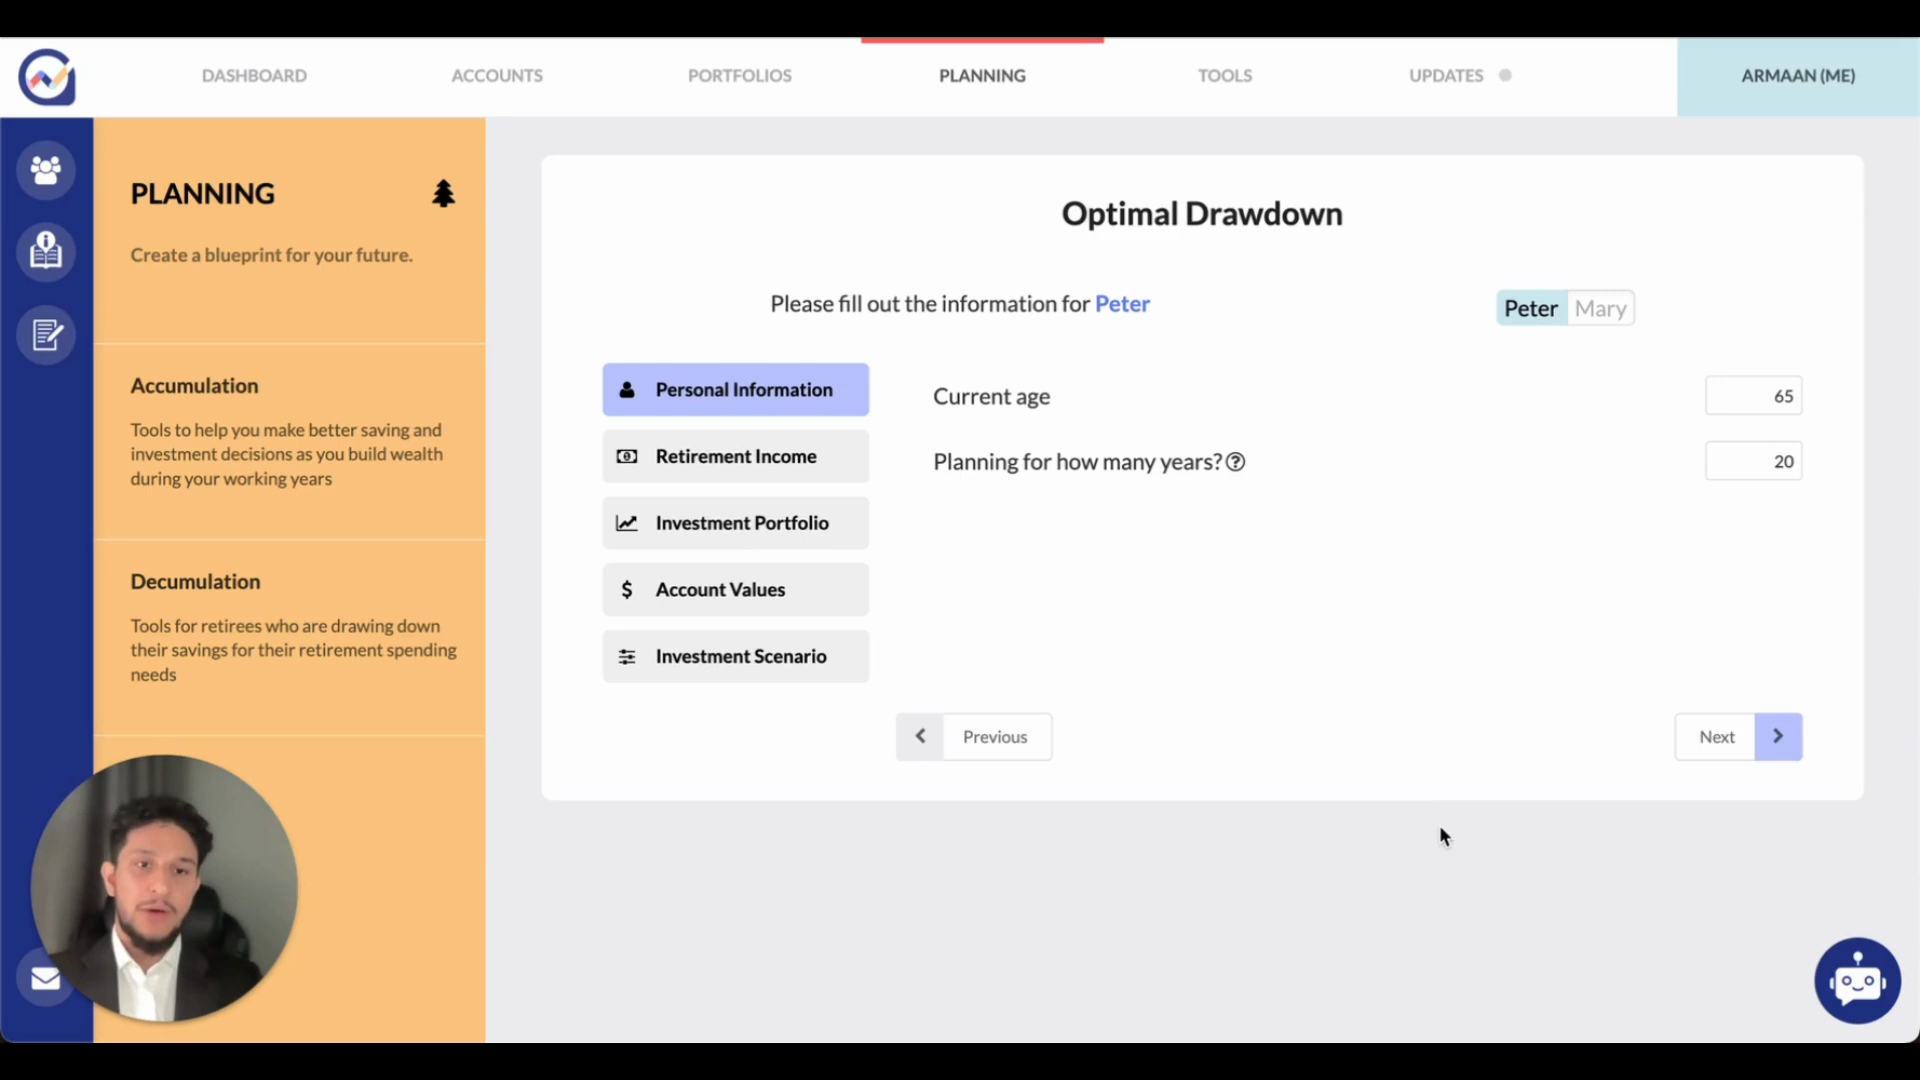 DASHBOARD
ACCOUNTS
PORTFOLIOS
PLANNING
TOOLS
UPDATES
ARMAAN (ME)
PLANNING
Create a blueprint for your future.
Accumulation
Tools to help you make better saving and
investment decisions as you build wealth
during your working years
Decumulation
Tools for retirees who are drawing down
their savings for their retirement spending
needs
Optimal Drawdown
Please fill out the information for Peter
Peter Mary
Personal Information
Retirement Income
Investment Portfolio
$ Account Values
Investment Scenario
Current age 65
Planning for how many years? 20
Previous
Next